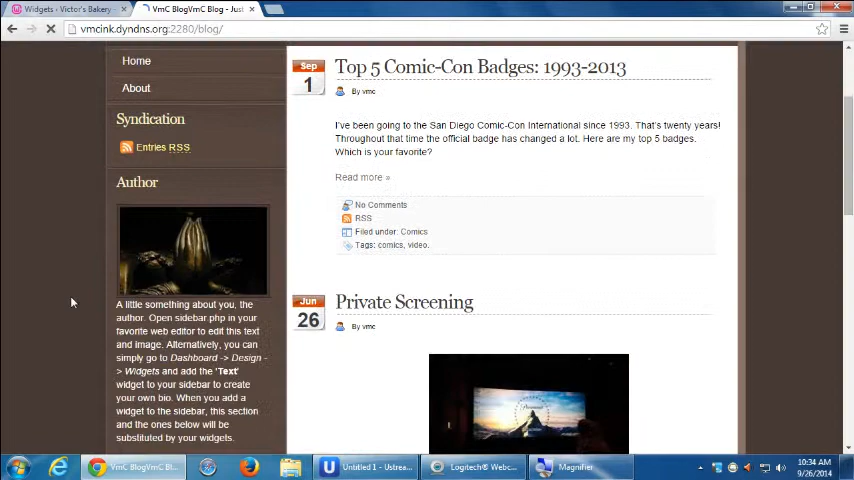 Widgets ‹ Victor's Bakery —
VmC BlogVmC Blog - Just
vmcink.dyndns.org:2280/blog/
Home
About
Syndication
Entries RSS
Author
A little something about you, the
author. Open sidebar.php in your
favorite web editor to edit this text
and image. Alternatively, you can
simply go to Dashboard -> Design -
> Widgets and add the 'Text'
widget to your sidebar to create
your own bio. When you add a
widget to the sidebar, this section
and the ones below will be
substituted by your widgets.
Sep
1
Top 5 Comic-Con Badges: 1993-2013
By vmc
I've been going to the San Diego Comic-Con International since 1993. That's twenty years!
Throughout that time the official badge has changed a lot. Here are my top 5 badges.
Which is your favorite?
Read more »
No Comments
RSS
Filed under: Comics
Tags: comics, video.
Jun
26
Private Screening
By vmc
Paramount
VmC BlogVmC Bl...
Untitled 1 - Ustrea...
Logitech® Webc...
Magnifier
10:34 AM
9/26/2014